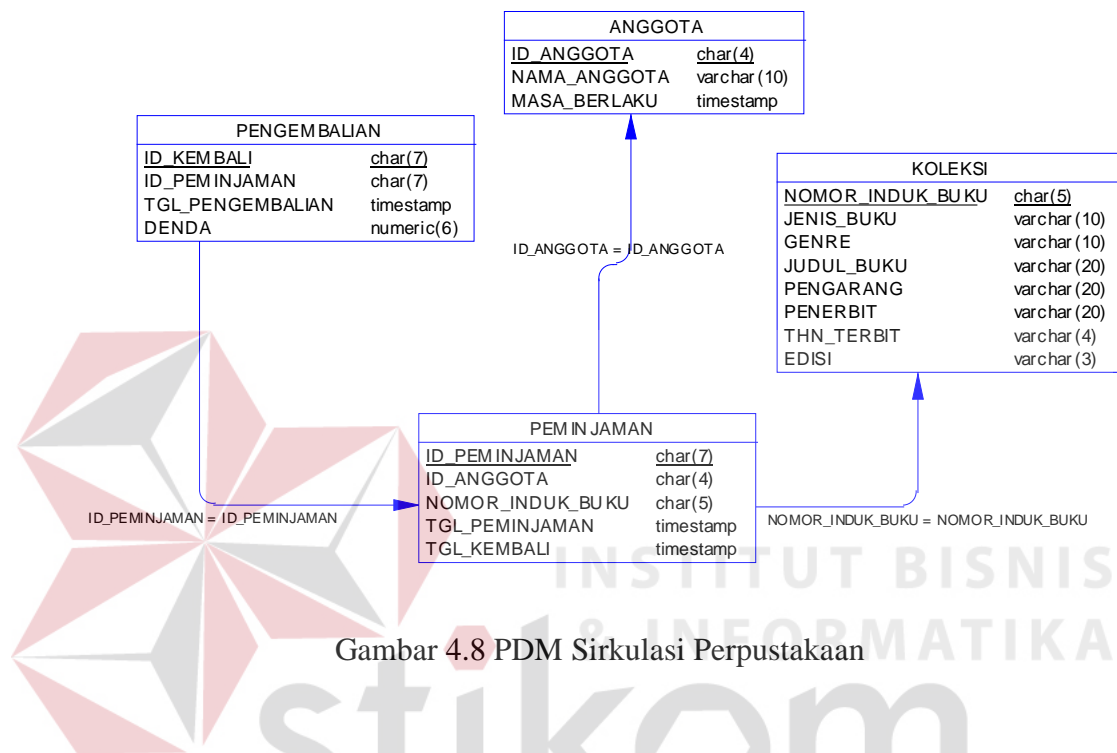 ANGGOTA
ID_ANGGOTA char(4)
NAMA_ANGGOTA varchar(10)
MASA_BERLAKU timestamp
PENGEMBALIAN
ID_KEMBALI char(7)
ID_PEMINJAMAN char(7)
TGL_PENGEMBALIAN timestamp
DENDA numeric(6)
KOLEKSI
NOMOR_INDUK_BUKU char(5)
JENIS_BUKU varchar(10)
GENRE varchar(10)
JUDUL_BUKU varchar(20)
PENGARANG varchar(20)
PENERBIT varchar(20)
THN_TERBIT varchar(4)
EDISI varchar(3)
ID_ANGGOTA = ID_ANGGOTA
PEMINJAMAN
ID_PEMINJAMAN char(7)
ID_ANGGOTA char(4)
NOMOR_INDUK_BUKU char(5)
TGL_PEMINJAMAN timestamp
TGL_KEMBALI timestamp
ID_PEMINJAMAN = ID_PEMINJAMAN
NOMOR_INDUK_BUKU = NOMOR_INDUK_BUKU
INSTITUT BISNIS
& INFORMATIKA
Gambar 4.8 PDM Sirkulasi Perpustakaan
stikom